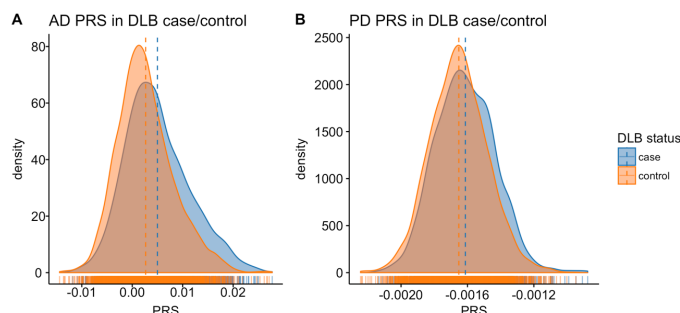 A AD PRS in DLB case/control
80
60
40
20
0
density
-0.01 0.00 0.01 0.02
PRS
B PD PRS in DLB case/control
2500
2000
1500
1000
500
0
density
-0.0020 -0.0016 -0.0012
PRS
DLB status
case
control